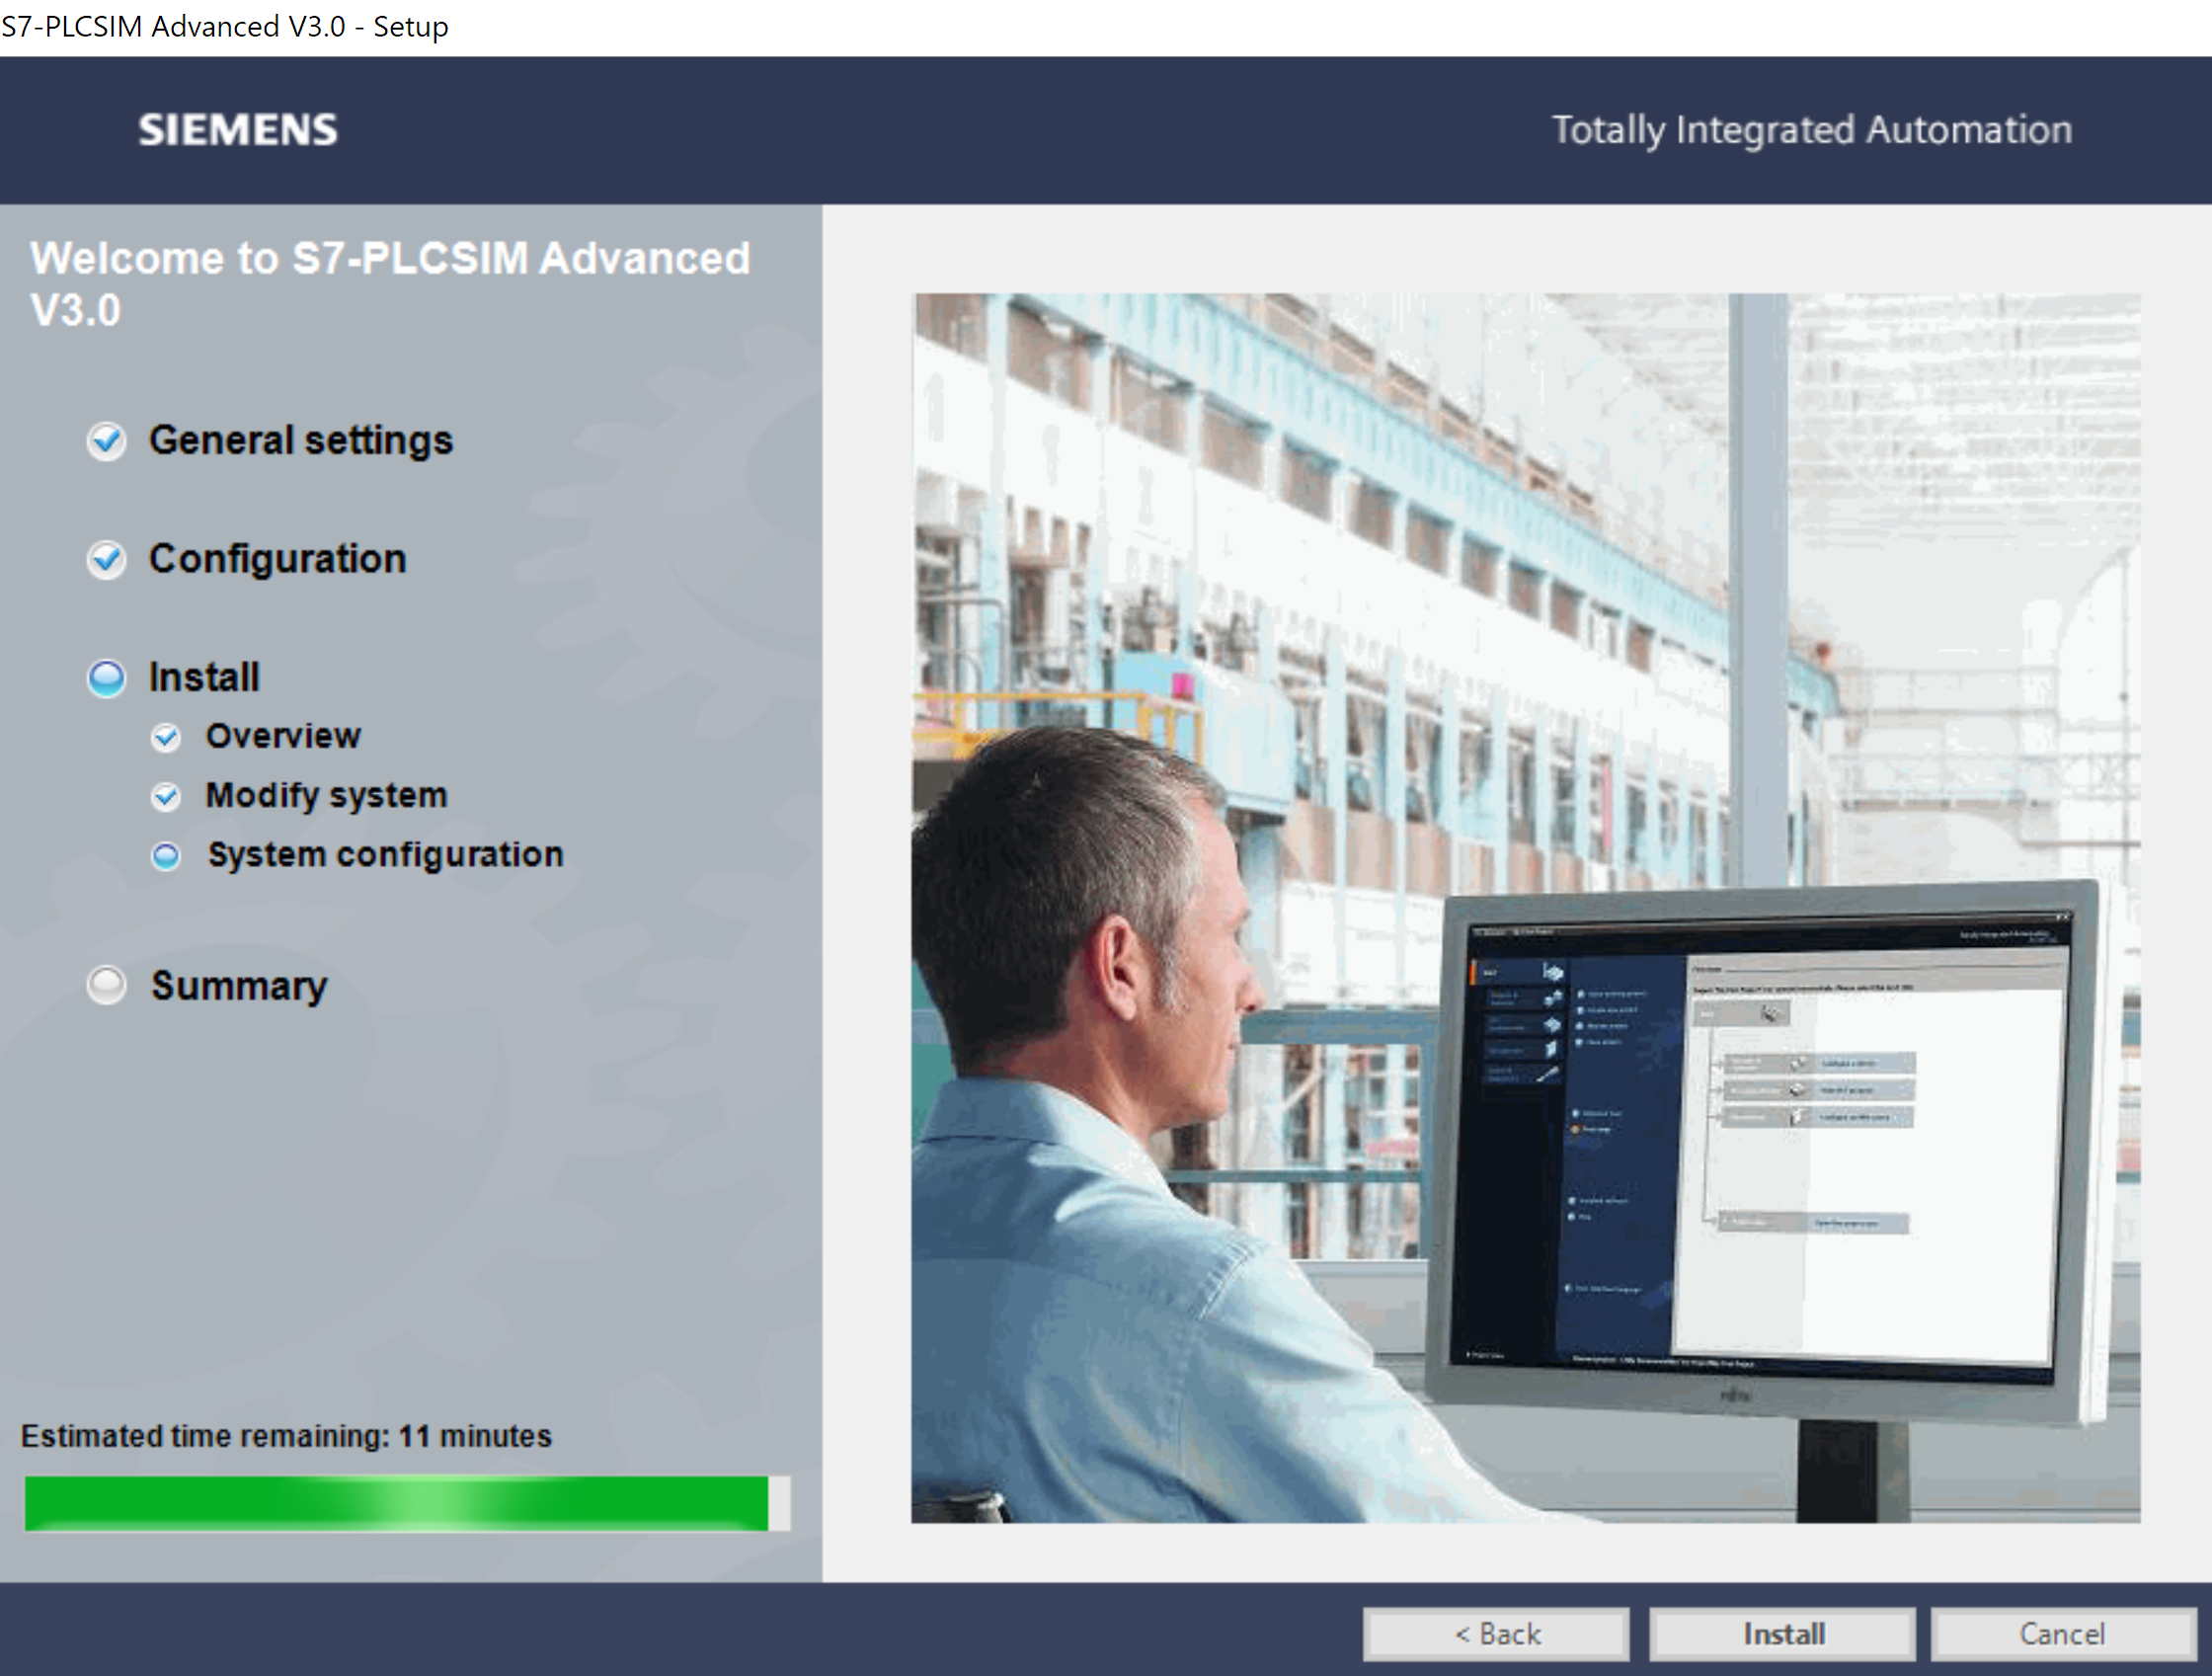 S7-PLCSIM Advanced V3.0 - Setup
SIEMENS
Totally Integrated Automation
Welcome to S7-PLCSIM Advanced
V3.0
General settings
Configuration
Install
Overview
Modify system
System configuration
Summary
Estimated time remaining: 11 minutes
< Back
Install
Cancel